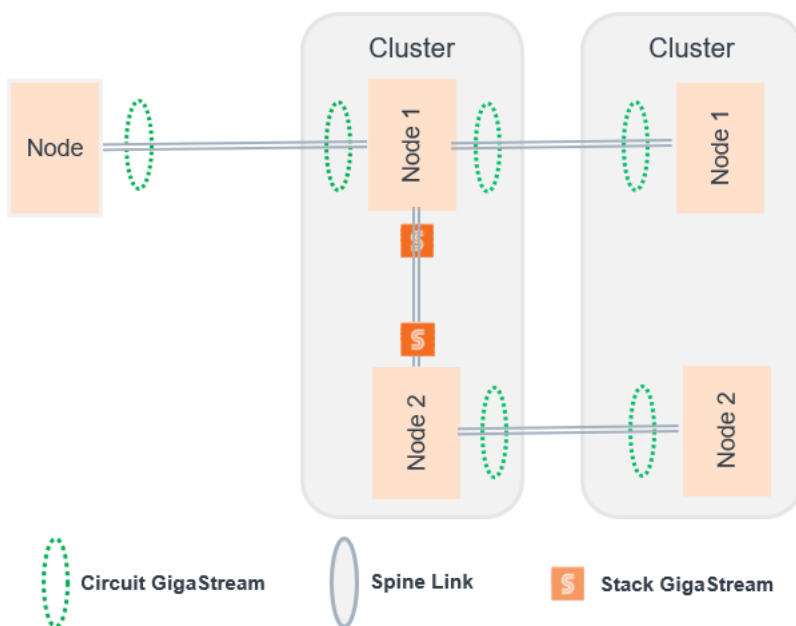 Cluster
Cluster
Node
Node 1
Node 1
S
S
Node 2
Node 2
Circuit GigaStream
Spine Link
S
Stack GigaStream